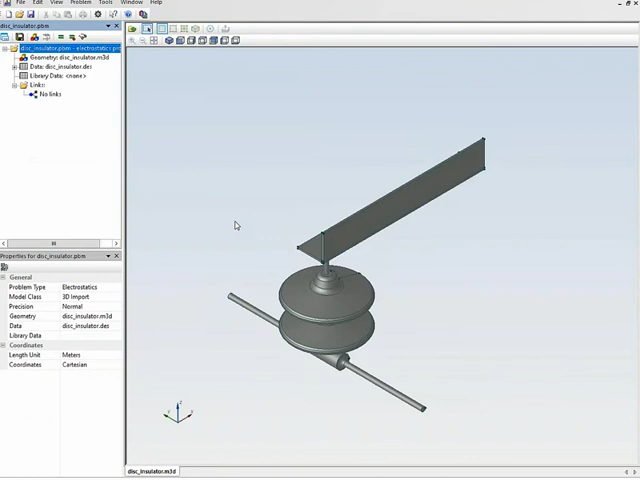 File Edit View Problem Tools Window Help
disc_insulator.pbm
disc_insulator.pbm - electrostatics pro
Geometry: disc_insulator.m3d
Data: disc_insulator.des
Library Data: <none>
Links:
No links
Properties for disc_insulator.pbm
General
Problem Type Electrostatics
Model Class 3D Import
Precision Normal
Geometry disc_insulator.m3d
Data disc_insulator.des
Library Data
Coordinates
Length Unit Meters
Coordinates Cartesian
disc_insulator.m3d